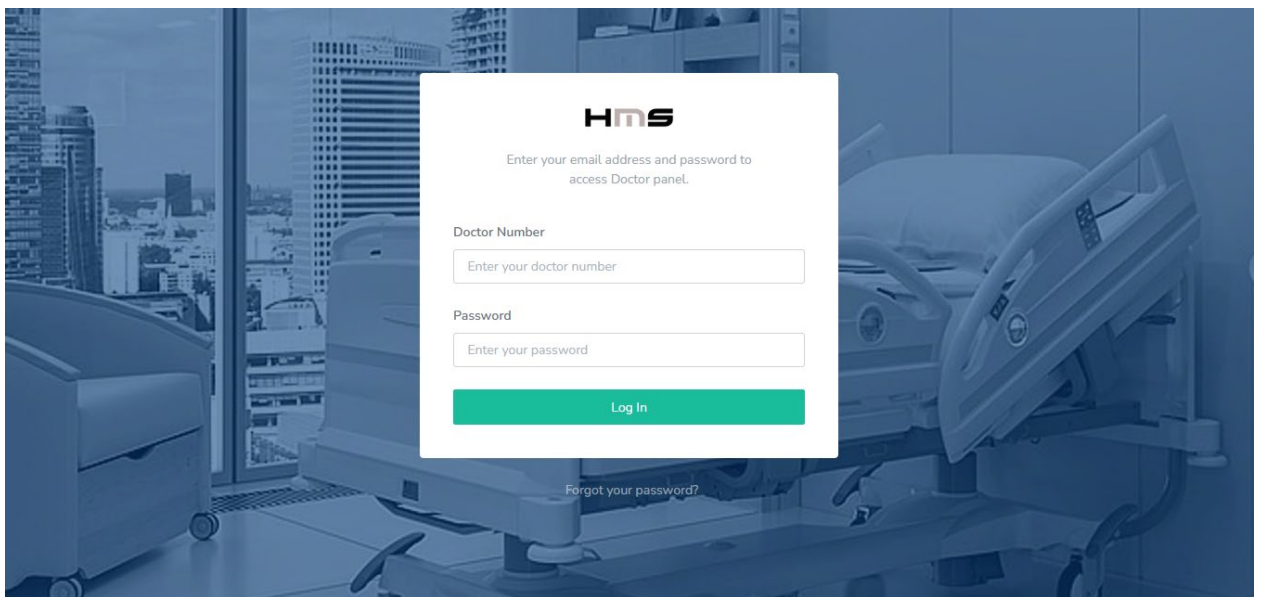 HMS
Enter your email address and password to
access Doctor panel.
Doctor Number
Enter your doctor number
Password
Enter your password
Log In
Forgot your password?